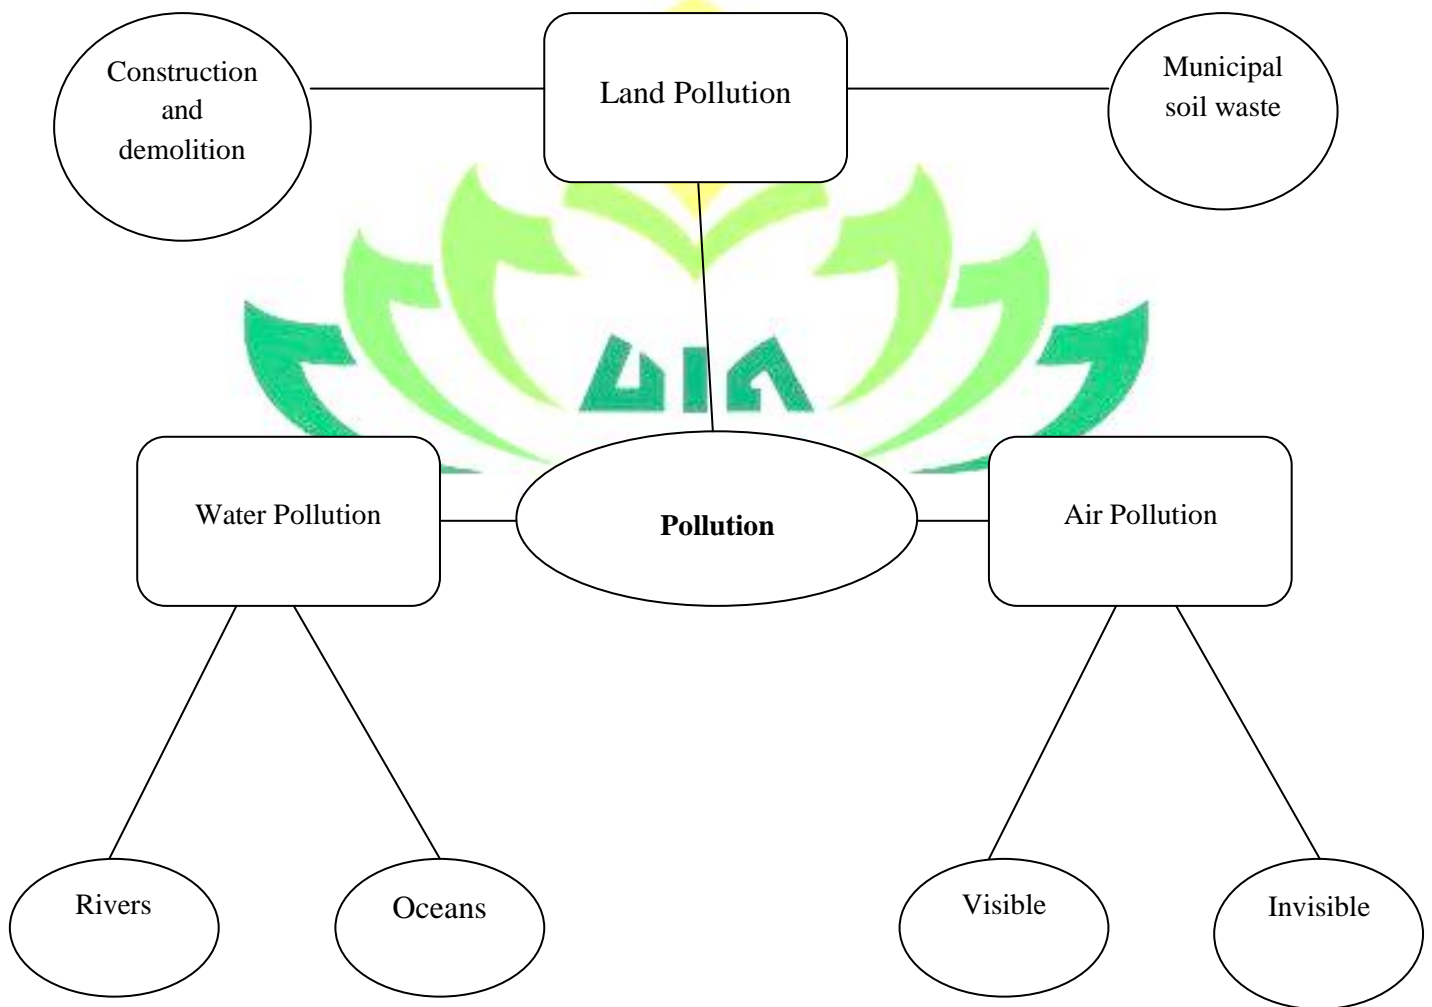 Construction
and
demolition
Land Pollution
Municipal
soil waste
Water Pollution
Pollution
Air Pollution
Rivers
Oceans
Visible
Invisible